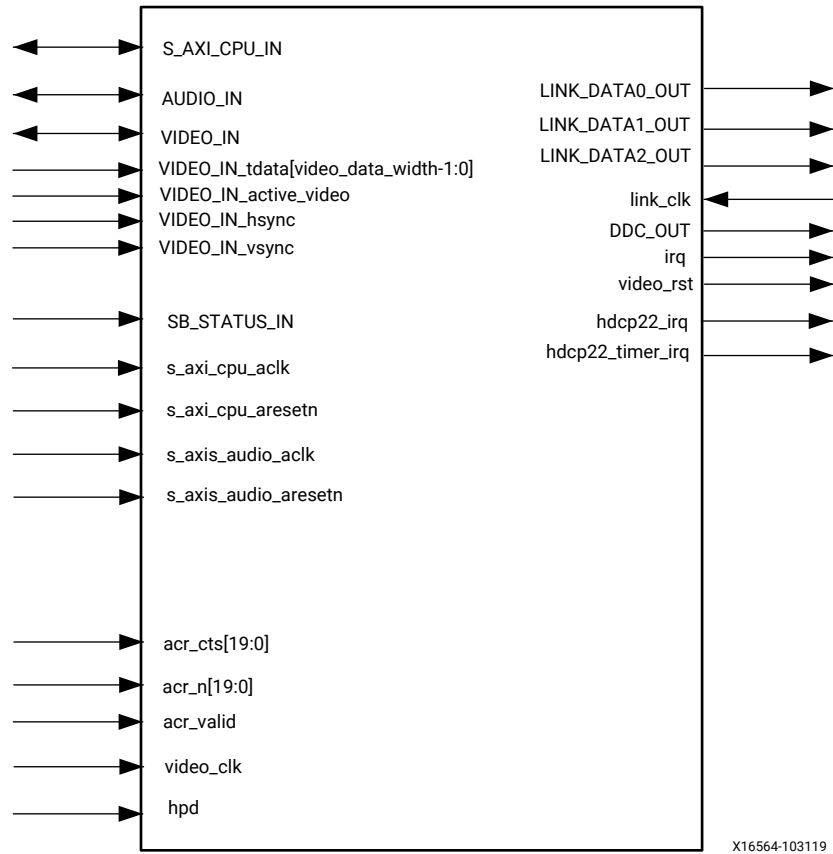 S_AXI_CPU_IN
AUDIO_IN
VIDEO_IN
VIDEO_IN_tdata[video_data_width-1:0]
VIDEO_IN_active_video
VIDEO_IN_hsync
VIDEO_IN_vsync
SB_STATUS_IN
s_axi_cpu_aclk
s_axi_cpu_aresetn
s_axis_audio_aclk
s_axis_audio_aresetn
acr_cts[19:0]
acr_n[19:0]
acr_valid
video_clk
hpd
LINK_DATA0_OUT
LINK_DATA1_OUT
LINK_DATA2_OUT
link_clk
DDC_OUT
irq
video_rst
hdcp22_irq
hdcp22_timer_irq
X16564-103119